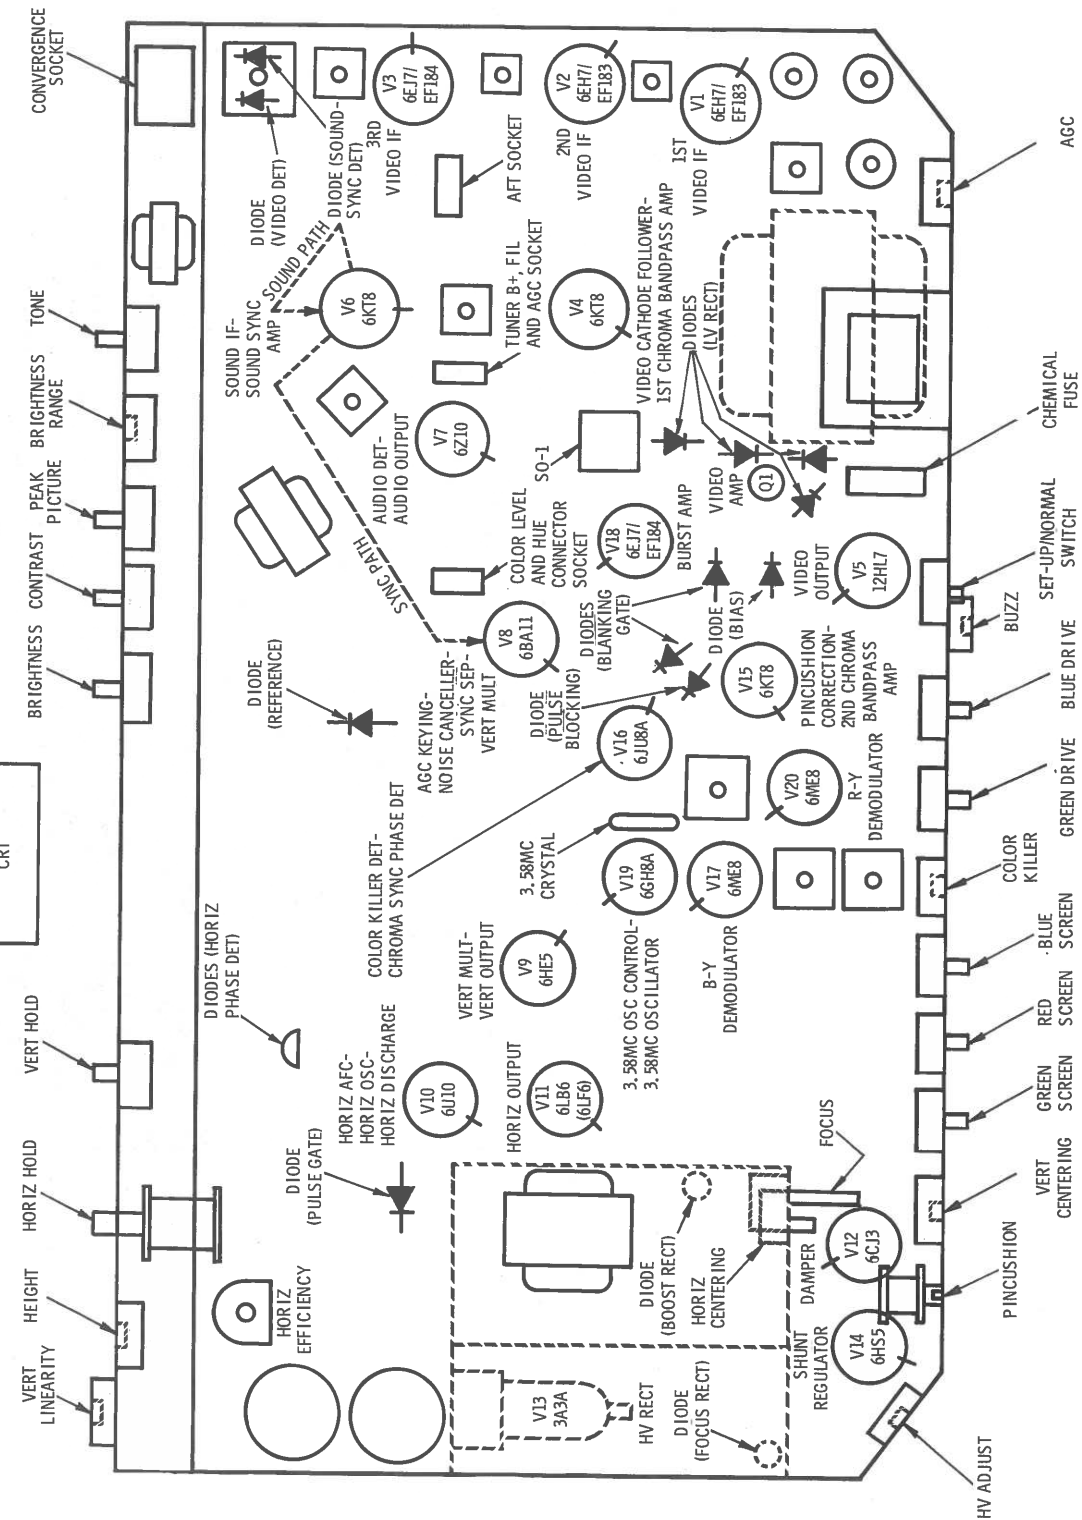 CONVERGENCE
SOCKET
TONE
BRIGHTNESS
RANGE
PEAK
PICTURE
CONTRAST
BRIGHTNESS
CRT
VERT HOLD
HORIZ HOLD
HEIGHT
VERT
LINEARITY
DIODE
(VIDEO DET)
DIODE (SOUND-
SYNC DET)
SOUND PATH
V3
6EJ7/
EF184
3RD
VIDEO IF
V2
6EH7/
EF183
2ND
VIDEO IF
V1
6EH7/
EF183
1ST
VIDEO IF
AFT SOCKET
SOUND IF-
SOUND SYNC
AMP
V6
6KT8
TUNER B+, FIL
AND AGC SOCKET
V4
6KT8
VIDEO CATHODE FOLLOWER-
1ST CHROMA BANDPASS AMP
DIODES
(LV RECT)
AUDIO DET-
AUDIO OUTPUT
V7
6Z10
SO-1
VIDEO
AMP
Q1
SYNC PATH
COLOR LEVEL
AND HUE
CONNECTOR
SOCKET
V18
6EJ7/
EF184
BURST AMP
DIODES
(BLANKING
GATE)
DIODE
(BIAS)
VIDEO
OUTPUT
V5
12HL7
DIODE
(REFERENCE)
V8
6BA11
AGC KEYING-
NOISE CANCELLER-
SYNC SEP-
VERT MULT
DIODE
(PULSE
BLOCKING)
V15
6KT8
PINCUSHION
CORRECTION-
2ND CHROMA
BANDPASS
AMP
V16
6JU8A
COLOR KILLER DET-
CHROMA SYNC PHASE DET
3.58MC
CRYSTAL
V20
6ME8
R-Y
DEMODULATOR
V19
6GH8A
V17
6ME8
B-Y
DEMODULATOR
3.58MC OSC CONTROL-
3.58MC OSCILLATOR
DIODES (HORIZ
PHASE DET)
VERT MULT-
VERT OUTPUT
V9
6HE5
HORIZ AFC-
HORIZ OSC-
HORIZ DISCHARGE
V10
6U10
HORIZ OUTPUT
V11
6LB6
(6LF6)
DIODE
(PULSE GATE)
HORIZ
EFFICIENCY
DIODE
(BOOST RECT)
HORIZ
CENTERING
FOCUS
DAMPER
V12
6CJ3
SHUNT
REGULATOR
V14
6HS5
V13
3A3A
HV RECT
DIODE
(FOCUS RECT)
AGC
CHEMICAL
FUSE
SET-UP/NORMAL
SWITCH
BUZZ
BLUE DRIVE
GREEN DRIVE
COLOR
KILLER
BLUE
SCREEN
RED
SCREEN
GREEN
SCREEN
VERT
CENTERING
PINCUSHION
HV ADJUST